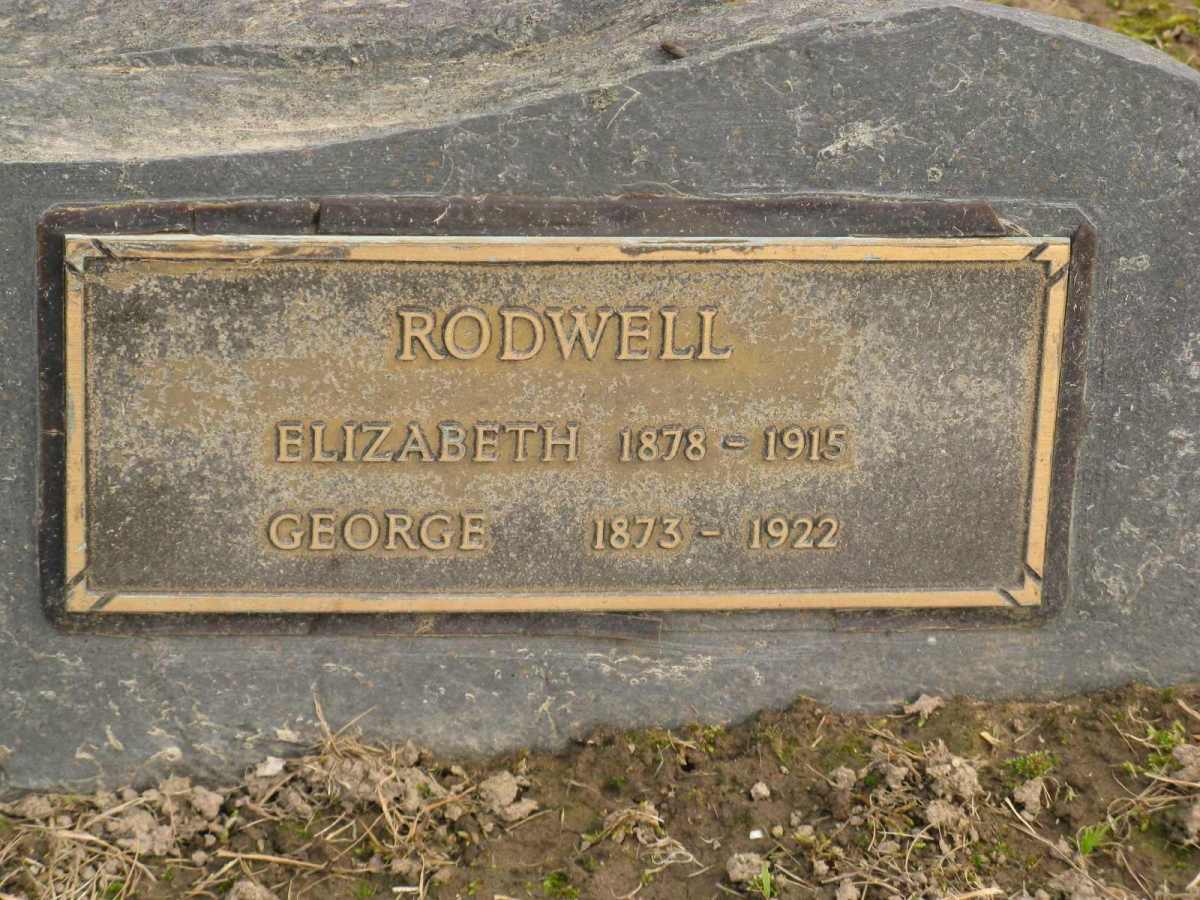 RODWELL
ELIZABETH 1878 - 1915
GEORGE 1873 - 1922